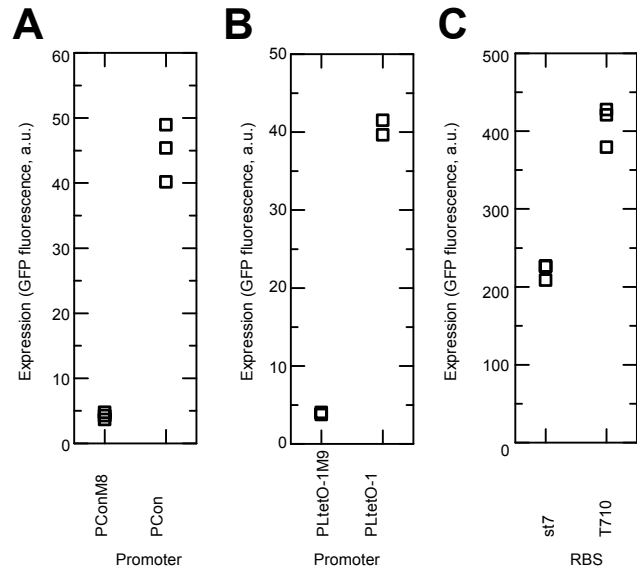 A
Expression (GFP fluorescence, a.u.)
60
50
40
30
20
10
0
PConM8
PCon
Promoter
B
Expression (GFP fluorescence, a.u.)
50
40
30
20
10
0
PLtetO-1M9
PLtetO-1
Promoter
C
Expression (GFP fluorescence, a.u.)
500
400
300
200
100
0
st7
T710
RBS